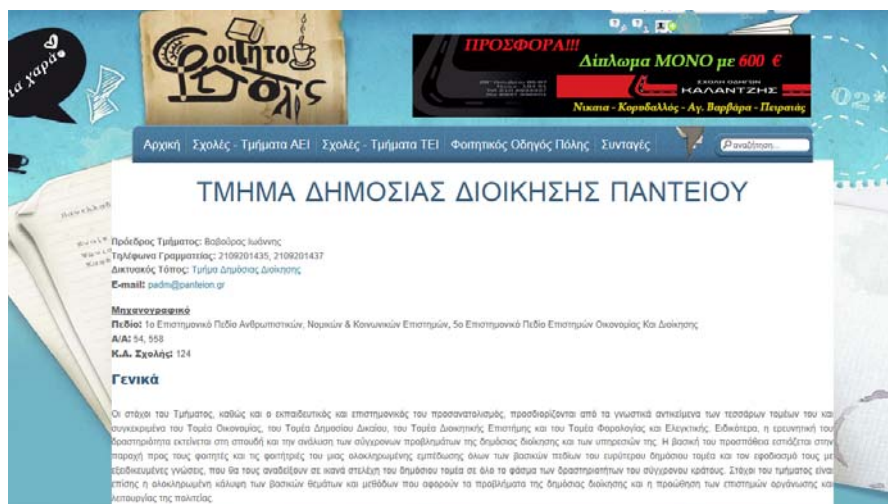 α χαρά
Φοιτητο
Πόλις
ΠΡΟΣΦΟΡΑ!!!
Δίπλωμα ΜΟΝΟ με 600 €
ΣΧΟΛΗ ΟΔΗΓΩΝ
ΚΑΛΑΝΤΖΗΣ
Νικαια - Κορυδαλλός - Αγ. Βαρβάρα - Πειραιάς
02*
Αρχική Σχολές - Τμήματα ΑΕΙ Σχολές - Τμήματα ΤΕΙ Φοιτητικός Οδηγός Πόλης Συνταγές αναζήτηση...
ΤΜΗΜΑ ΔΗΜΟΣΙΑΣ ΔΙΟΙΚΗΣΗΣ ΠΑΝΤΕΙΟΥ
Πρόεδρος Τμήματος: Βαβούρας Ιωάννης
Τηλέφωνα Γραμματείας: 2109201435, 2109201437
Δικτυακός Τόπος: Τμήμα Δημόσιας Διοίκησης
E-mail: padm@panteion.gr
Μηχανογραφικό
Πεδίο: 1ο Επιστημονικό Πεδίο Ανθρωπιστικών, Νομικών & Κοινωνικών Επιστημών, 5ο Επιστημονικό Πεδίο Επιστημών Οικονομίας Και Διοίκησης
Α/Α: 54, 558
Κ.Α. Σχολής: 124
Γενικά
Οι στόχοι του Τμήματος, καθώς και ο εκπαιδευτικός και επιστημονικός του προσανατολισμός, προσδιορίζονται από τα γνωστικά αντικείμενα των τεσσάρων τομέων του και
συγκεκριμένα του Τομέα Οικονομίας, του Τομέα Δημοσίου Δικαίου, του Τομέα Διοικητικής Επιστήμης και του Τομέα Φορολογίας και Ελεγκτικής. Ειδικότερα, η ερευνητική του
δραστηριότητα εκτείνεται στη σπουδή και την ανάλυση των σύγχρονων προβλημάτων της δημόσιας διοίκησης και των υπηρεσιών της. Η βασική του προσπάθεια εστιάζεται στην
παροχή προς τους φοιτητές και τις φοιτήτριές του μιας ολοκληρωμένης εμπέδωσης όλων των βασικών πεδίων του ευρύτερου δημόσιου τομέα και τον εφοδιασμό τους με
εξειδικευμένες γνώσεις, που θα τους αναδείξουν σε ικανά στελέχη του δημόσιου τομέα σε όλο το φάσμα των δραστηριοτήτων του σύγχρονου κράτους. Στόχοι του τμήματος είναι
επίσης η ολοκληρωμένη κάλυψη των βασικών θεμάτων και μεθόδων που αφορούν τα προβλήματα της δημόσιας διοίκησης και η προώθηση των επιστημών οργάνωσης και
λειτουργίας της πολιτείας.